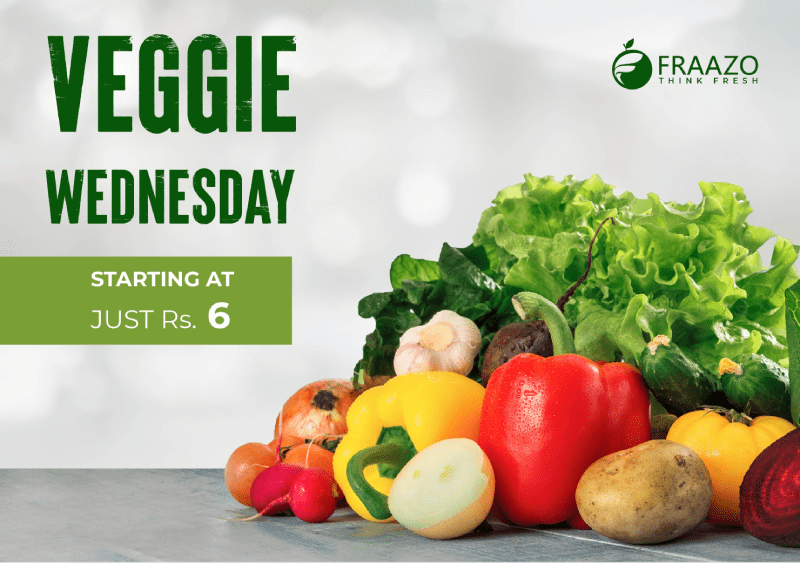 VEGGIE
WEDNESDAY
STARTING AT
JUST Rs. 6
FRAAZO
THINK FRESH